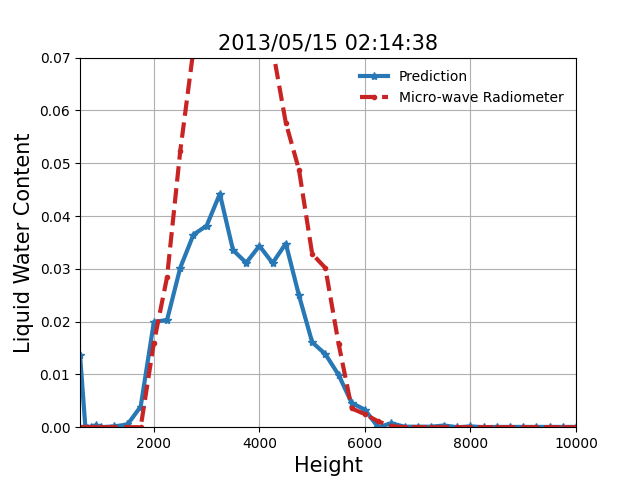 2013/05/15 02:14:38
Prediction
Micro-wave Radiometer
Liquid Water Content
0.07
0.06
0.05
0.04
0.03
0.02
0.01
0.00
2000 4000 6000 8000 10000
Height